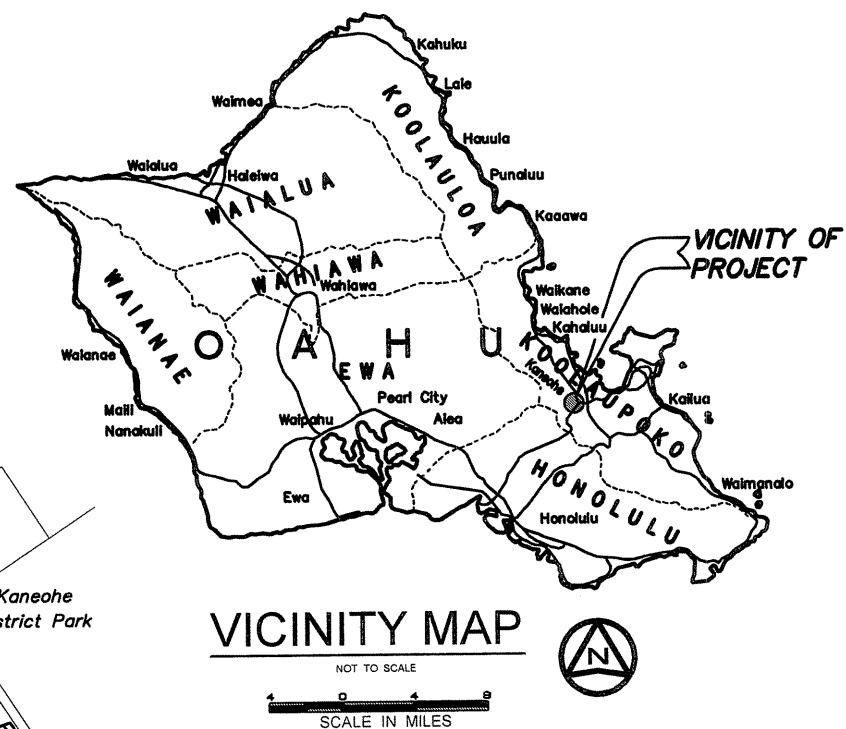 Kahuku
Laie
Waimea
KOOLAULOA
Hauula
Punaluu
Waialua
Haleiwa
WAIALUA
Kaaawa
VICINITY OF
PROJECT
WAHIAWA
Wahiawa
WAIANAE
Waikane
Waiahole
Kahaluu
OAHU
KOOLAUPOKO
Kaneohe
Waianae
EWA
Pearl City
Kailua
Maili
Nanakuli
Waipahu
Aiea
HONOLULU
Waimanalo
Ewa
Honolulu
Kaneohe
strict Park
VICINITY MAP
NOT TO SCALE
N
4 0 4 8
SCALE IN MILES